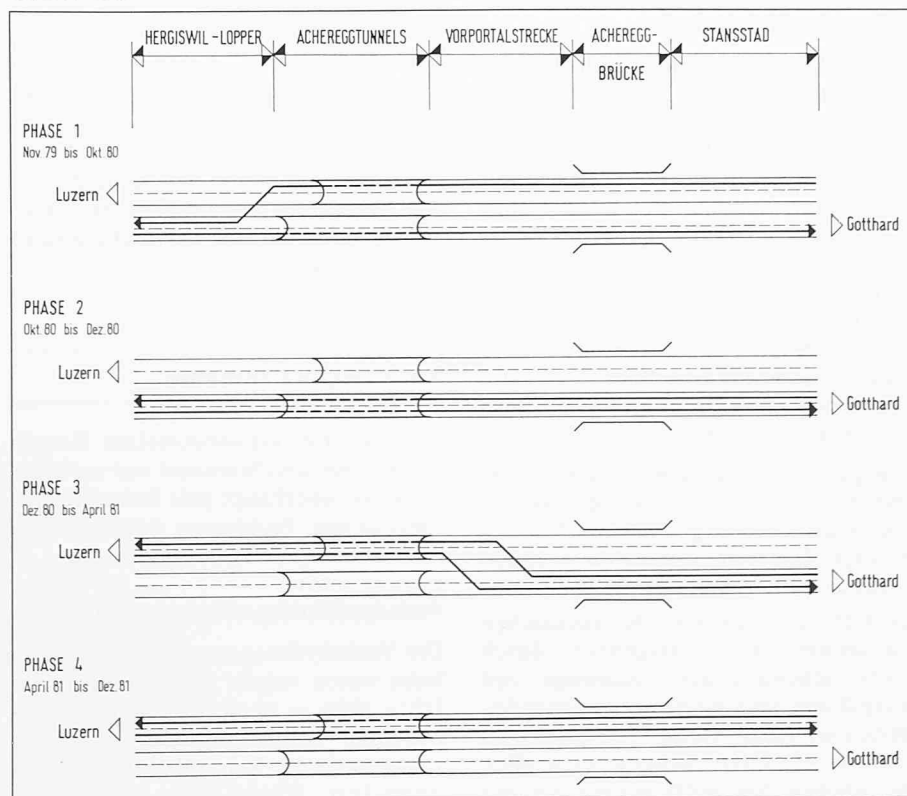 HERGISWIL-LOPPER ACHEREGGTUNNELS VORPORTALSTRECKE ACHEREGG- STANSSTAD
BRÜCKE
PHASE 1
Nov. 79 bis Okt. 80
Luzern
Gotthard
PHASE 2
Okt. 80 bis Dez. 80
Luzern
Gotthard
PHASE 3
Dez. 80 bis April 81
Luzern
Gotthard
PHASE 4
April 81 bis Dez. 81
Luzern
Gotthard